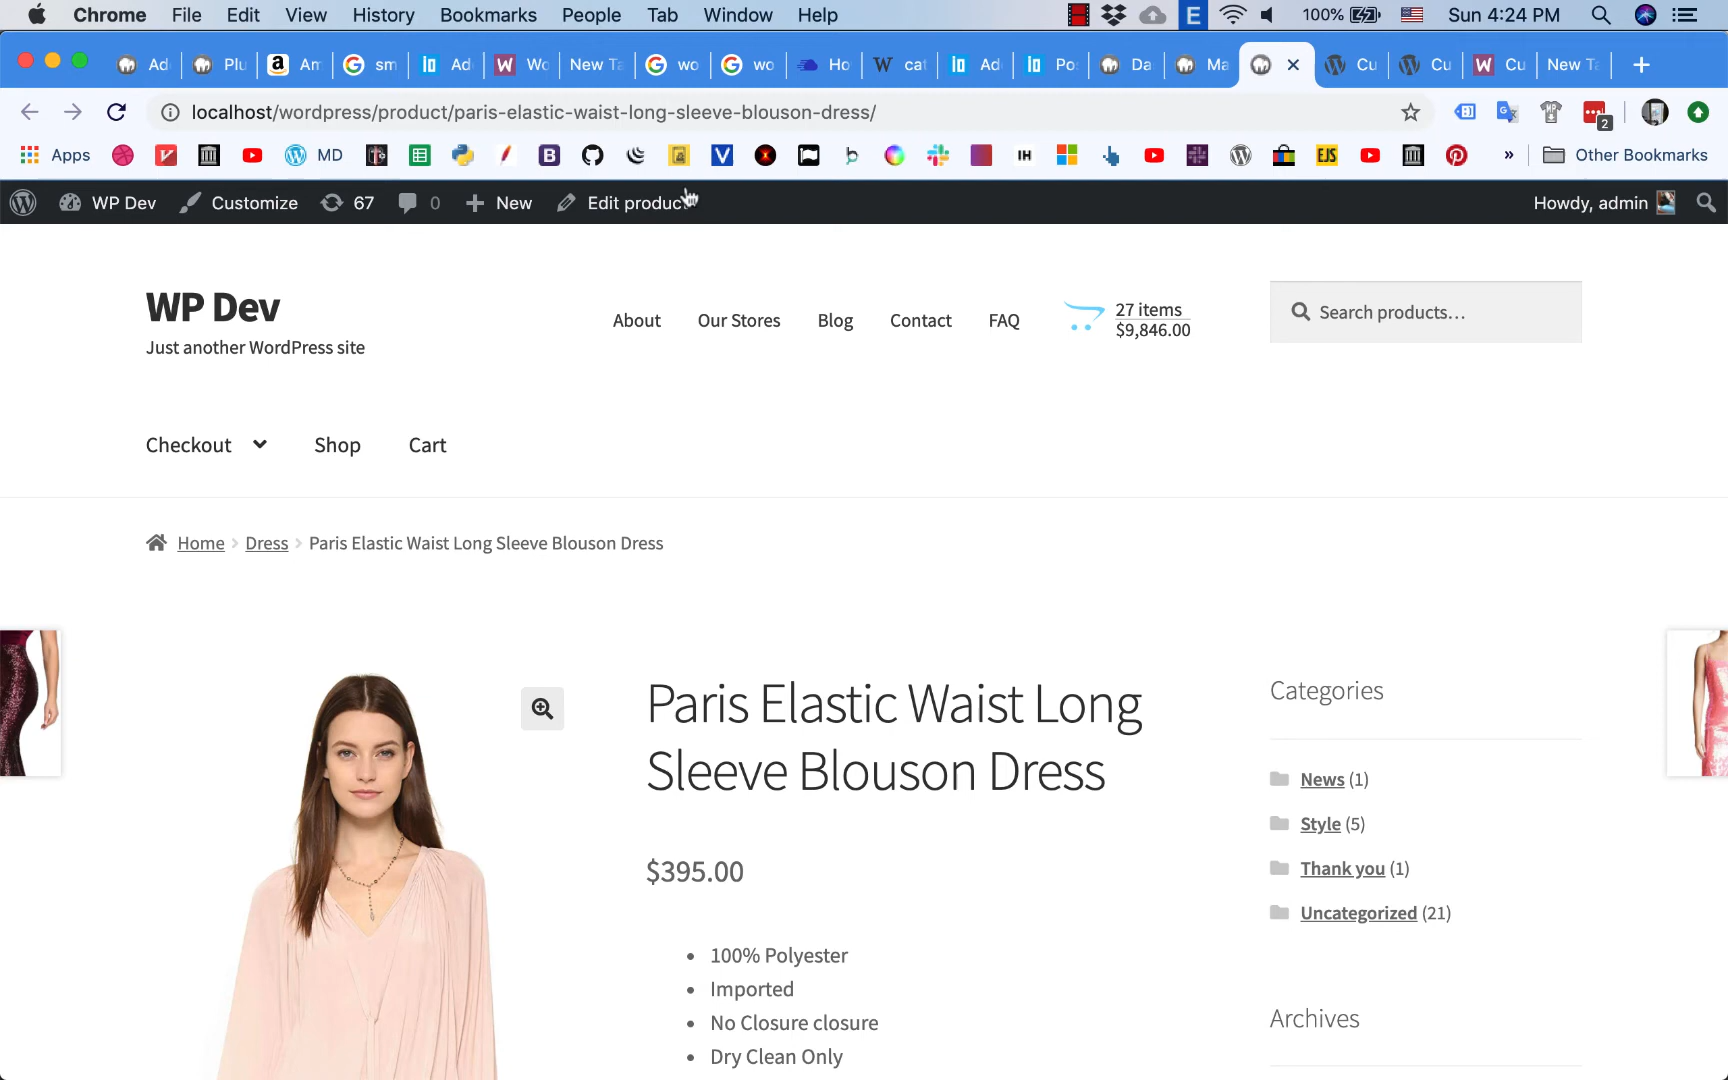 Chrome File Edit View History Bookmarks People Tab Window Help 100% Sun 4:24 PM
Ad Plu Am sm Ad Wo New Ta wo wo Ho cat Ad Po Da Ma Cu Cu Cu New Ta
localhost/wordpress/product/paris-elastic-waist-long-sleeve-blouson-dress/ 2
Apps MD Other Bookmarks
WP Dev Customize 67 0 New Edit product Howdy, admin
WP Dev
Just another WordPress site
About Our Stores Blog Contact FAQ
27 items
$9,846.00
Search products…
Checkout Shop Cart
Home Dress Paris Elastic Waist Long Sleeve Blouson Dress
Paris Elastic Waist Long
Sleeve Blouson Dress
$395.00
100% Polyester
Imported
No Closure closure
Dry Clean Only
Categories
News (1)
Style (5)
Thank you (1)
Uncategorized (21)
Archives